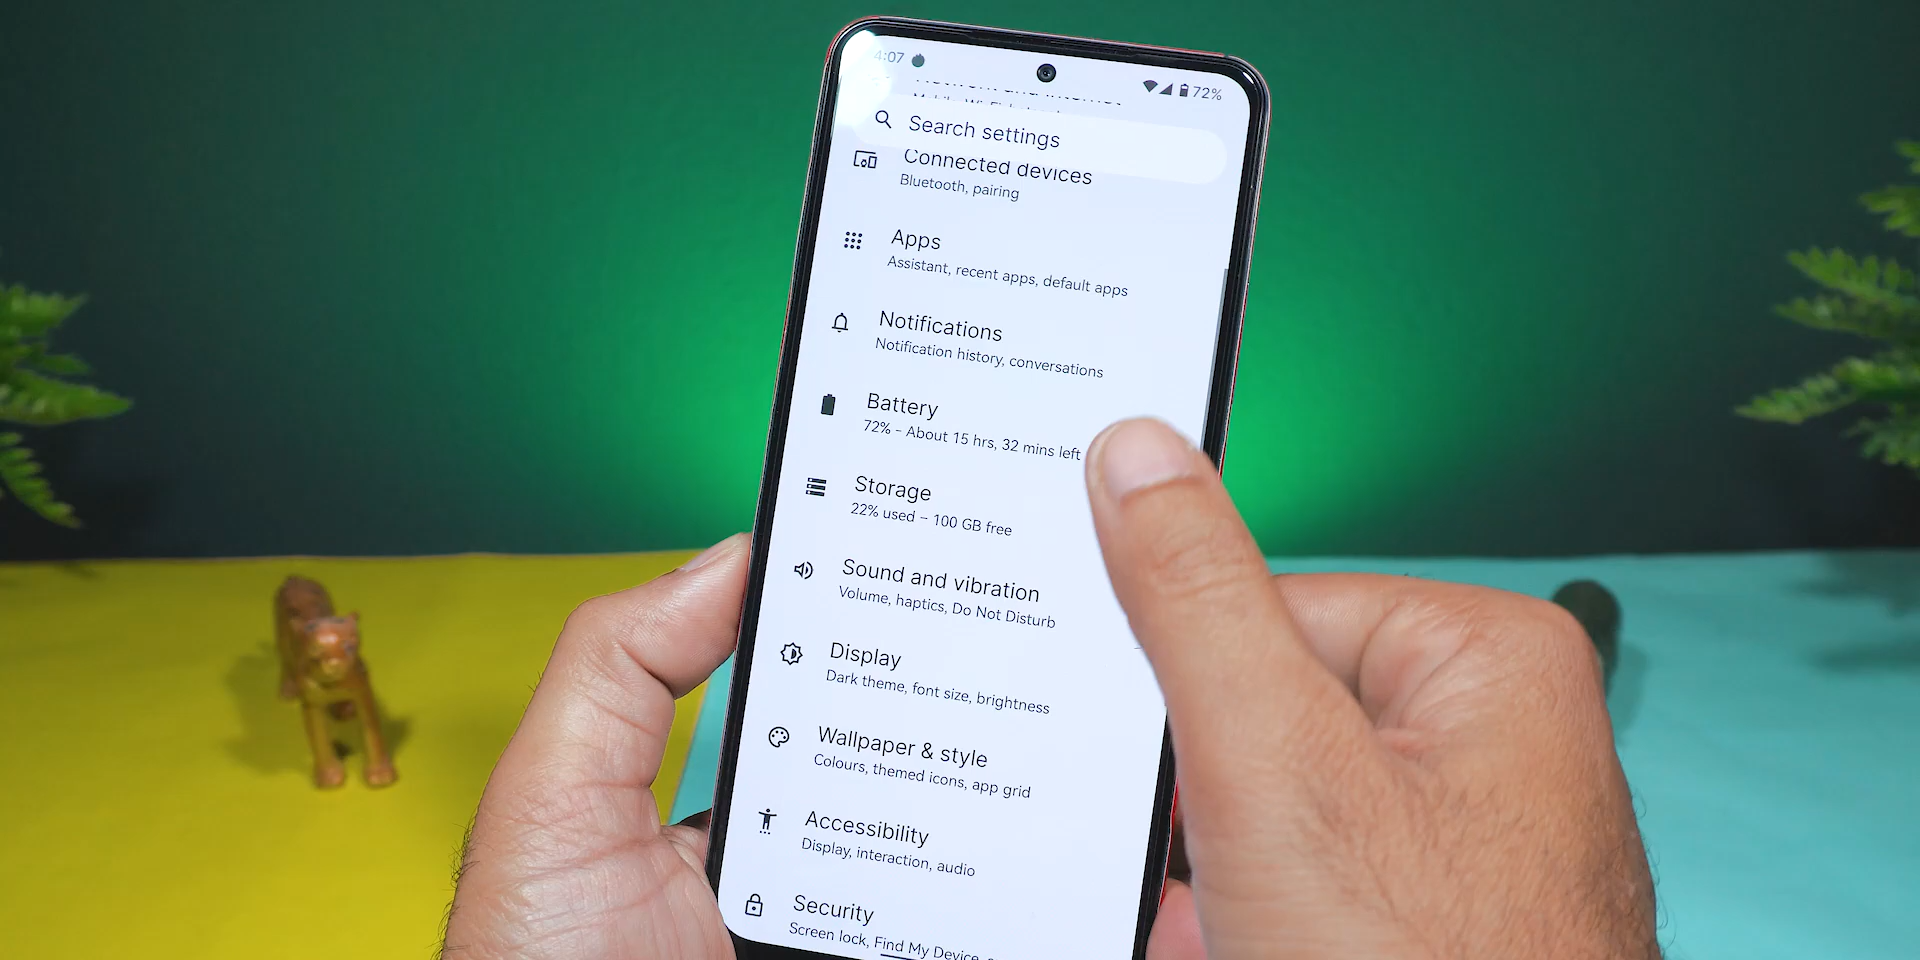 4:07
72%
Search settings
Connected devices
Bluetooth, pairing
Apps
Assistant, recent apps, default apps
Notifications
Notification history, conversations
Battery
72% - About 15 hrs, 32 mins left
Storage
22% used - 100 GB free
Sound and vibration
Volume, haptics, Do Not Disturb
Display
Dark theme, font size, brightness
Wallpaper & style
Colours, themed icons, app grid
Accessibility
Display, interaction, audio
Security
Screen lock, Find My Device,